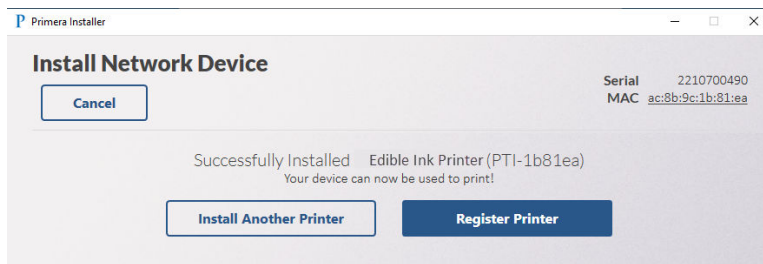 P Primera Installer
Install Network Device
Cancel
Serial 2210700490
MAC ac:8b:9c:1b:81:ea
Successfully Installed Edible Ink Printer (PTI-1b81ea)
Your device can now be used to print!
Install Another Printer
Register Printer